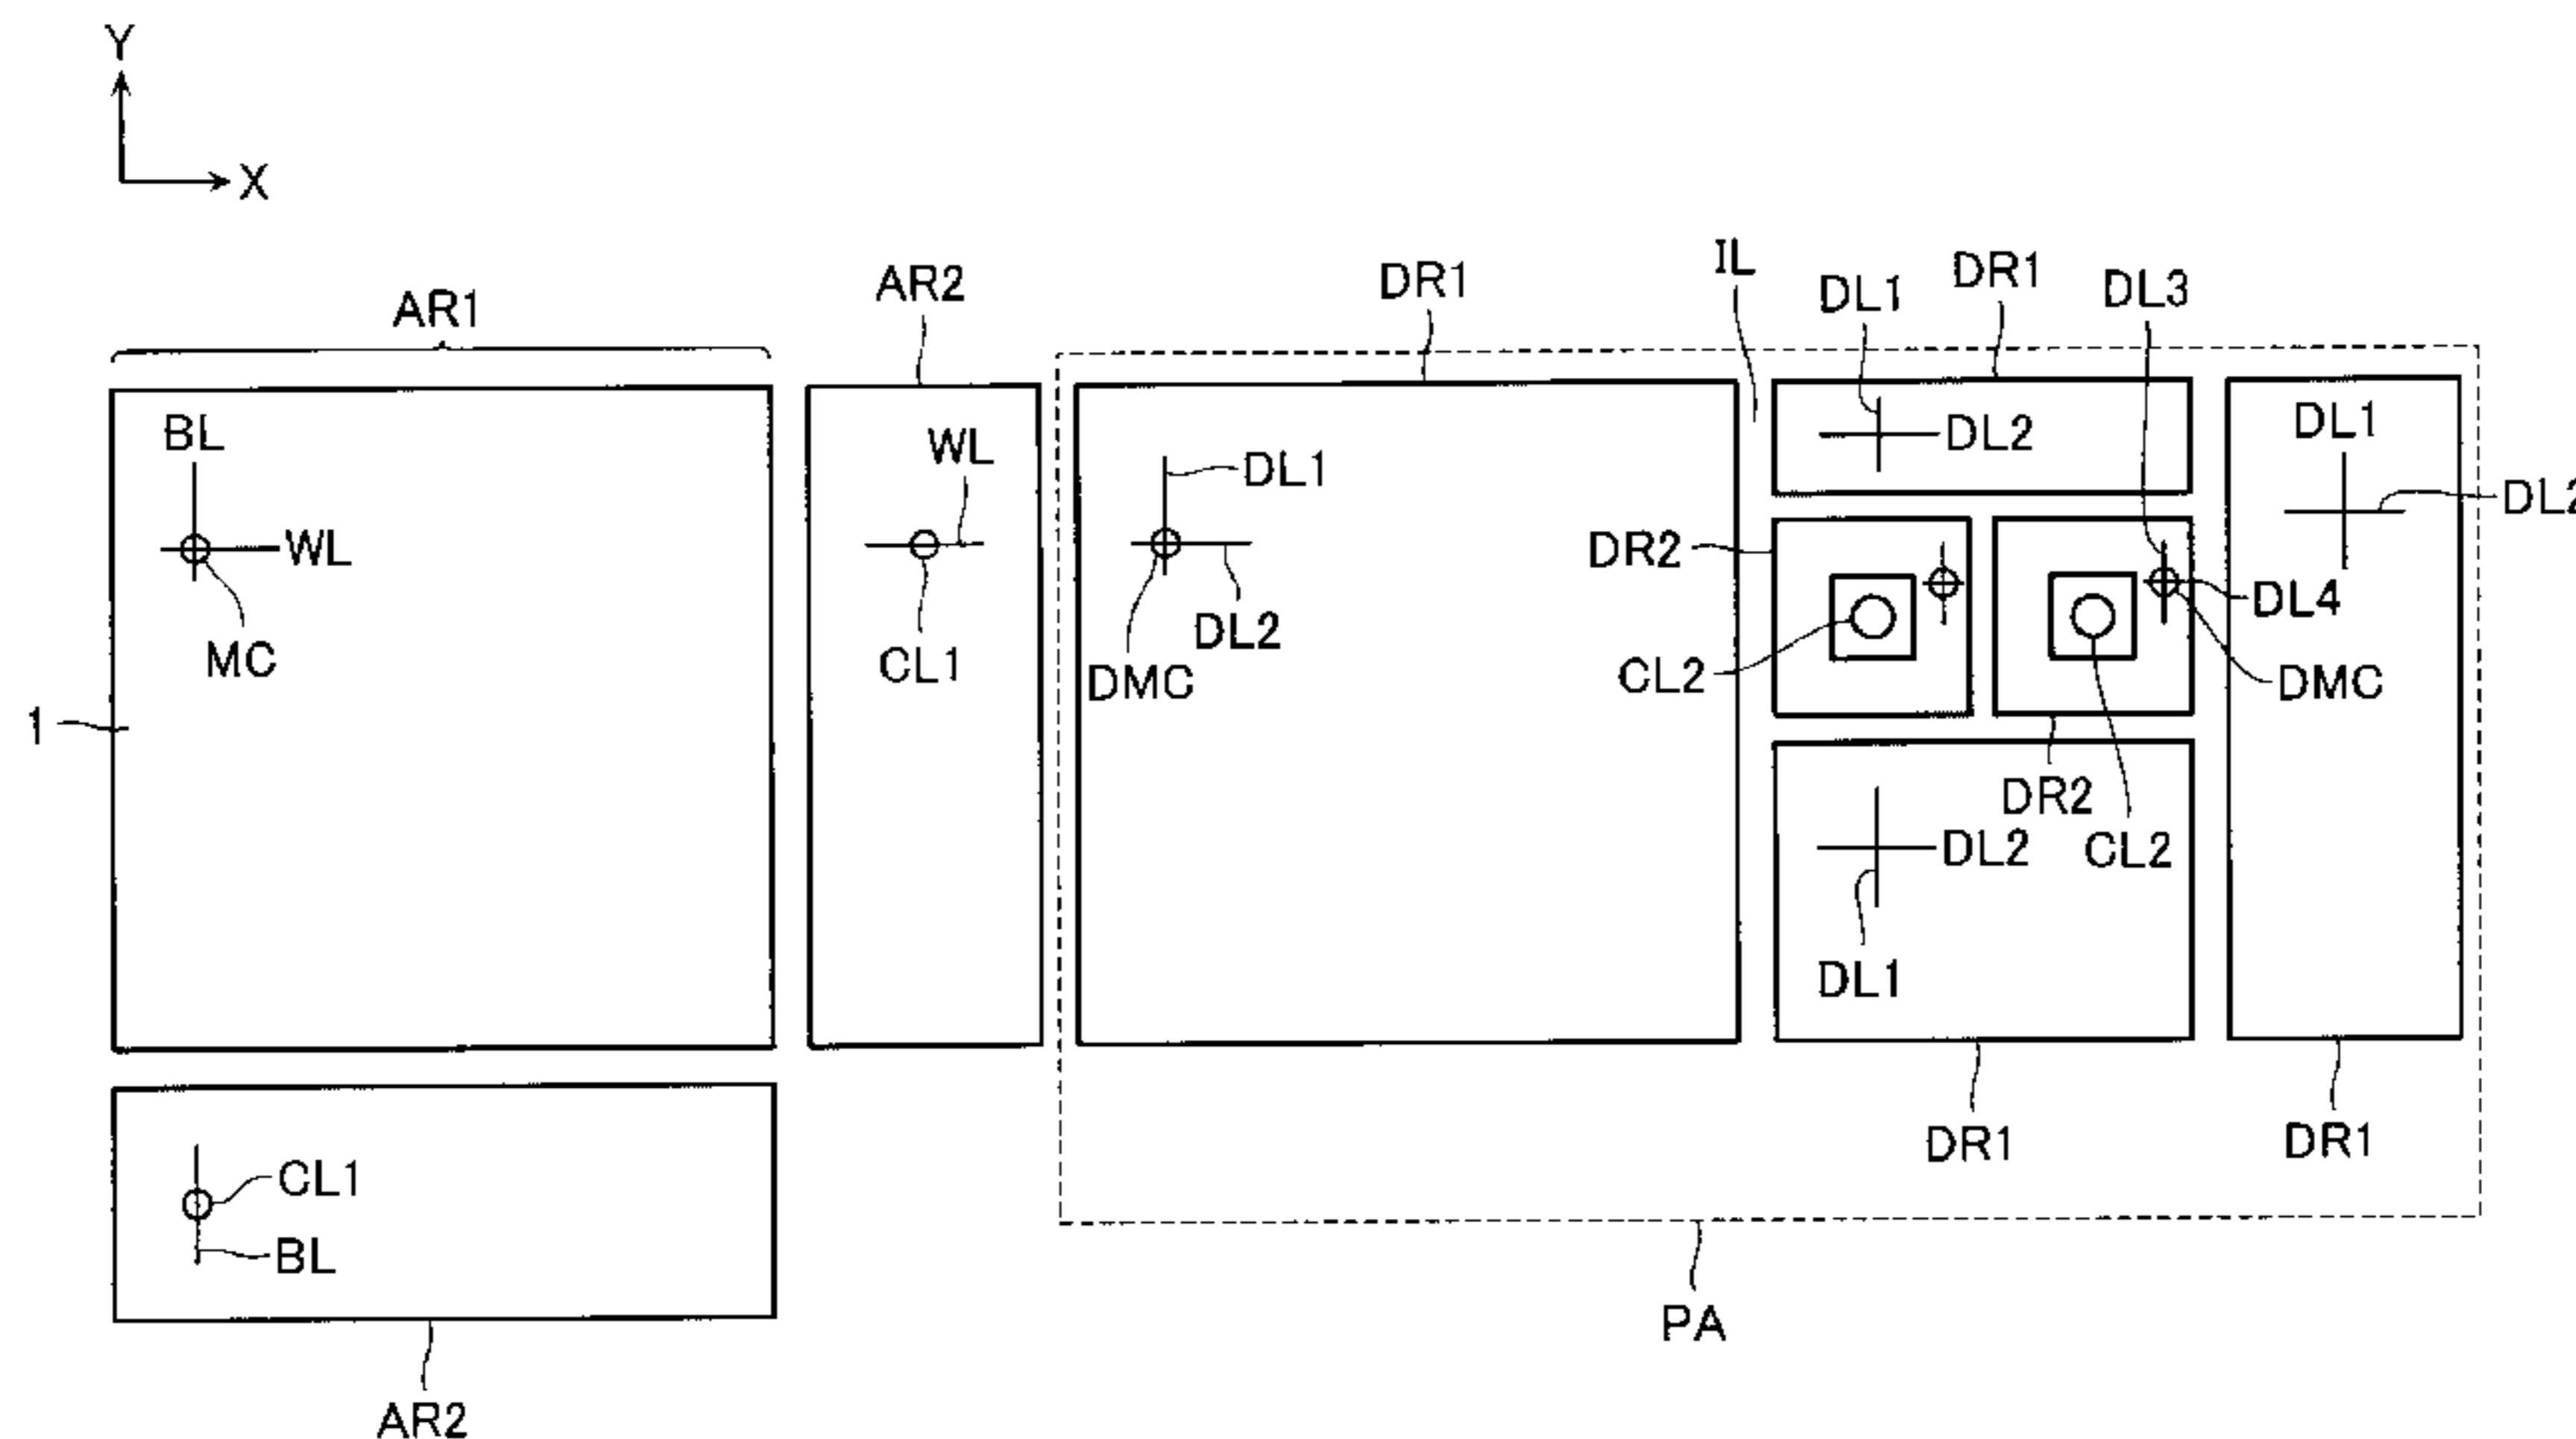 Y
X
AR1
AR2
DR1
IL
DL1
DR1
DL3
BL
WL
DL1
DL2
DL1
DL2
WL
MC
CL1
DMC
DL2
DR2
CL2
DL4
DMC
1
DR2
CL2
DL2
DL1
CL1
BL
DR1
DR1
PA
AR2